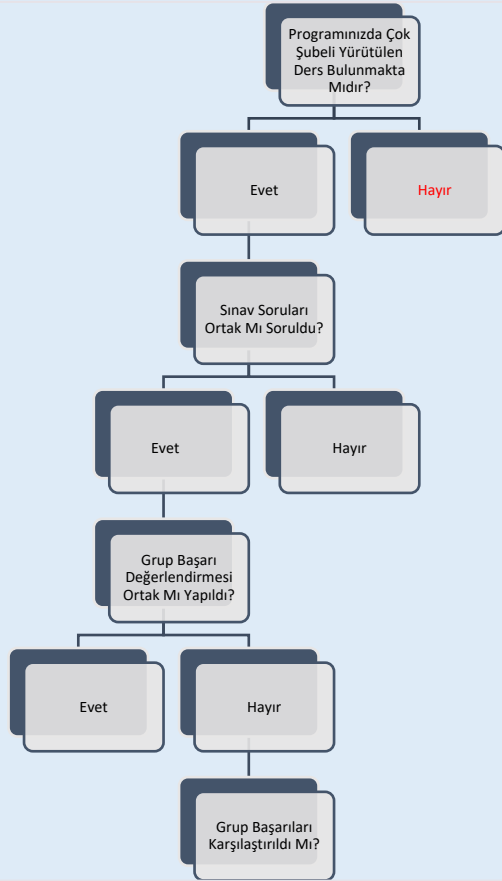 Programınızda Çok
Şubeli Yürütülen
Ders Bulunmakta
Mıdır?
Evet
Hayır
Sınav Soruları
Ortak Mı Soruldu?
Evet
Hayır
Grup Başarı
Değerlendirmesi
Ortak Mı Yapıldı?
Evet
Hayır
Grup Başarıları
Karşılaştırıldı Mı?